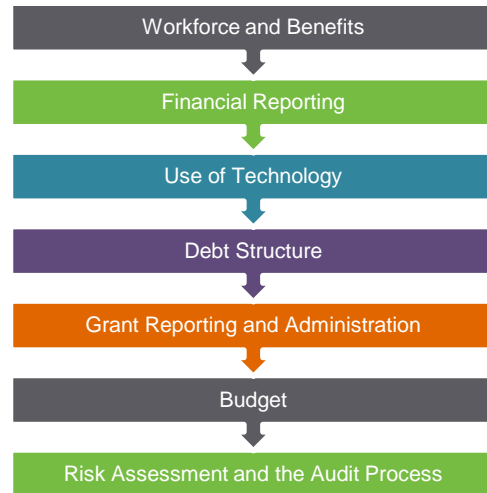 Workforce and Benefits
Financial Reporting
Use of Technology
Debt Structure
Grant Reporting and Administration
Budget
Risk Assessment and the Audit Process